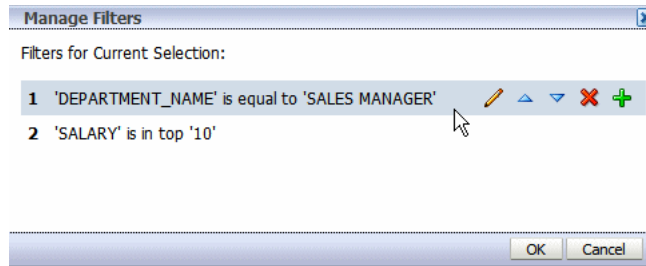 Manage Filters
Filters for Current Selection:
1 'DEPARTMENT_NAME' is equal to 'SALES MANAGER'
2 'SALARY' is in top '10'
OK Cancel